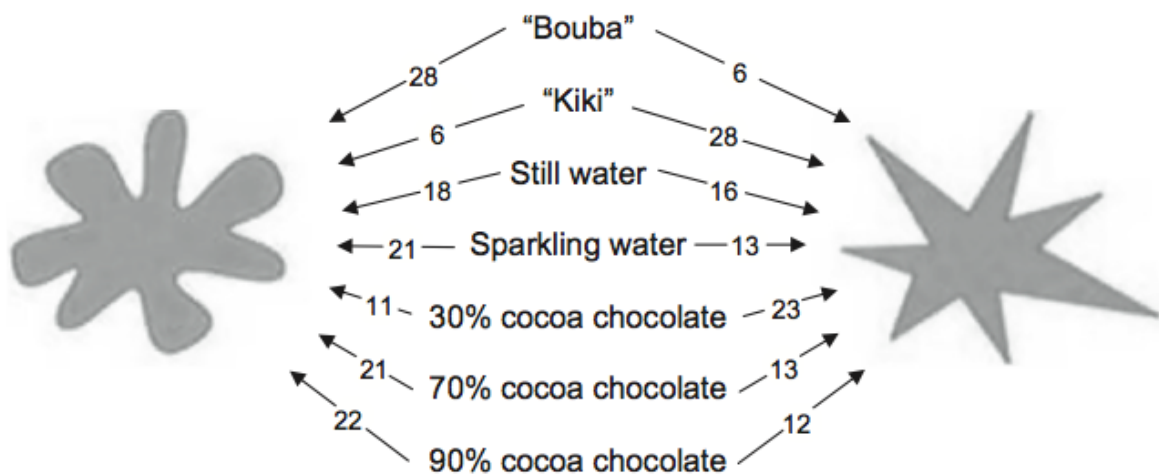 “Bouba”
28 6
“Kiki”
6 28
18 Still water 16
21 Sparkling water 13
11 30% cocoa chocolate 23
21 70% cocoa chocolate 13
22 90% cocoa chocolate 12